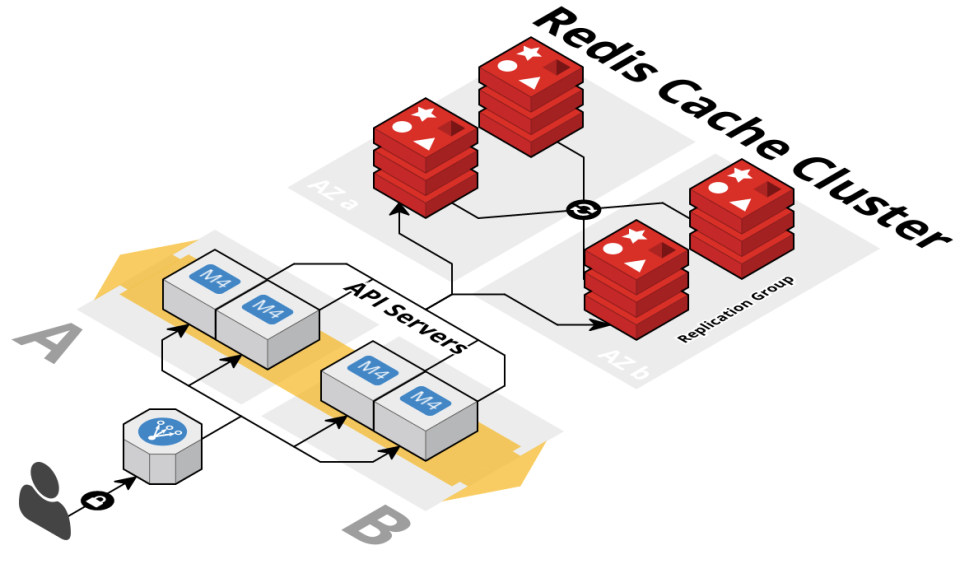 Redis Cache Cluster
AZ a
M4
M4
API Servers
Replication Group
A
M4
AZ b
M4
B